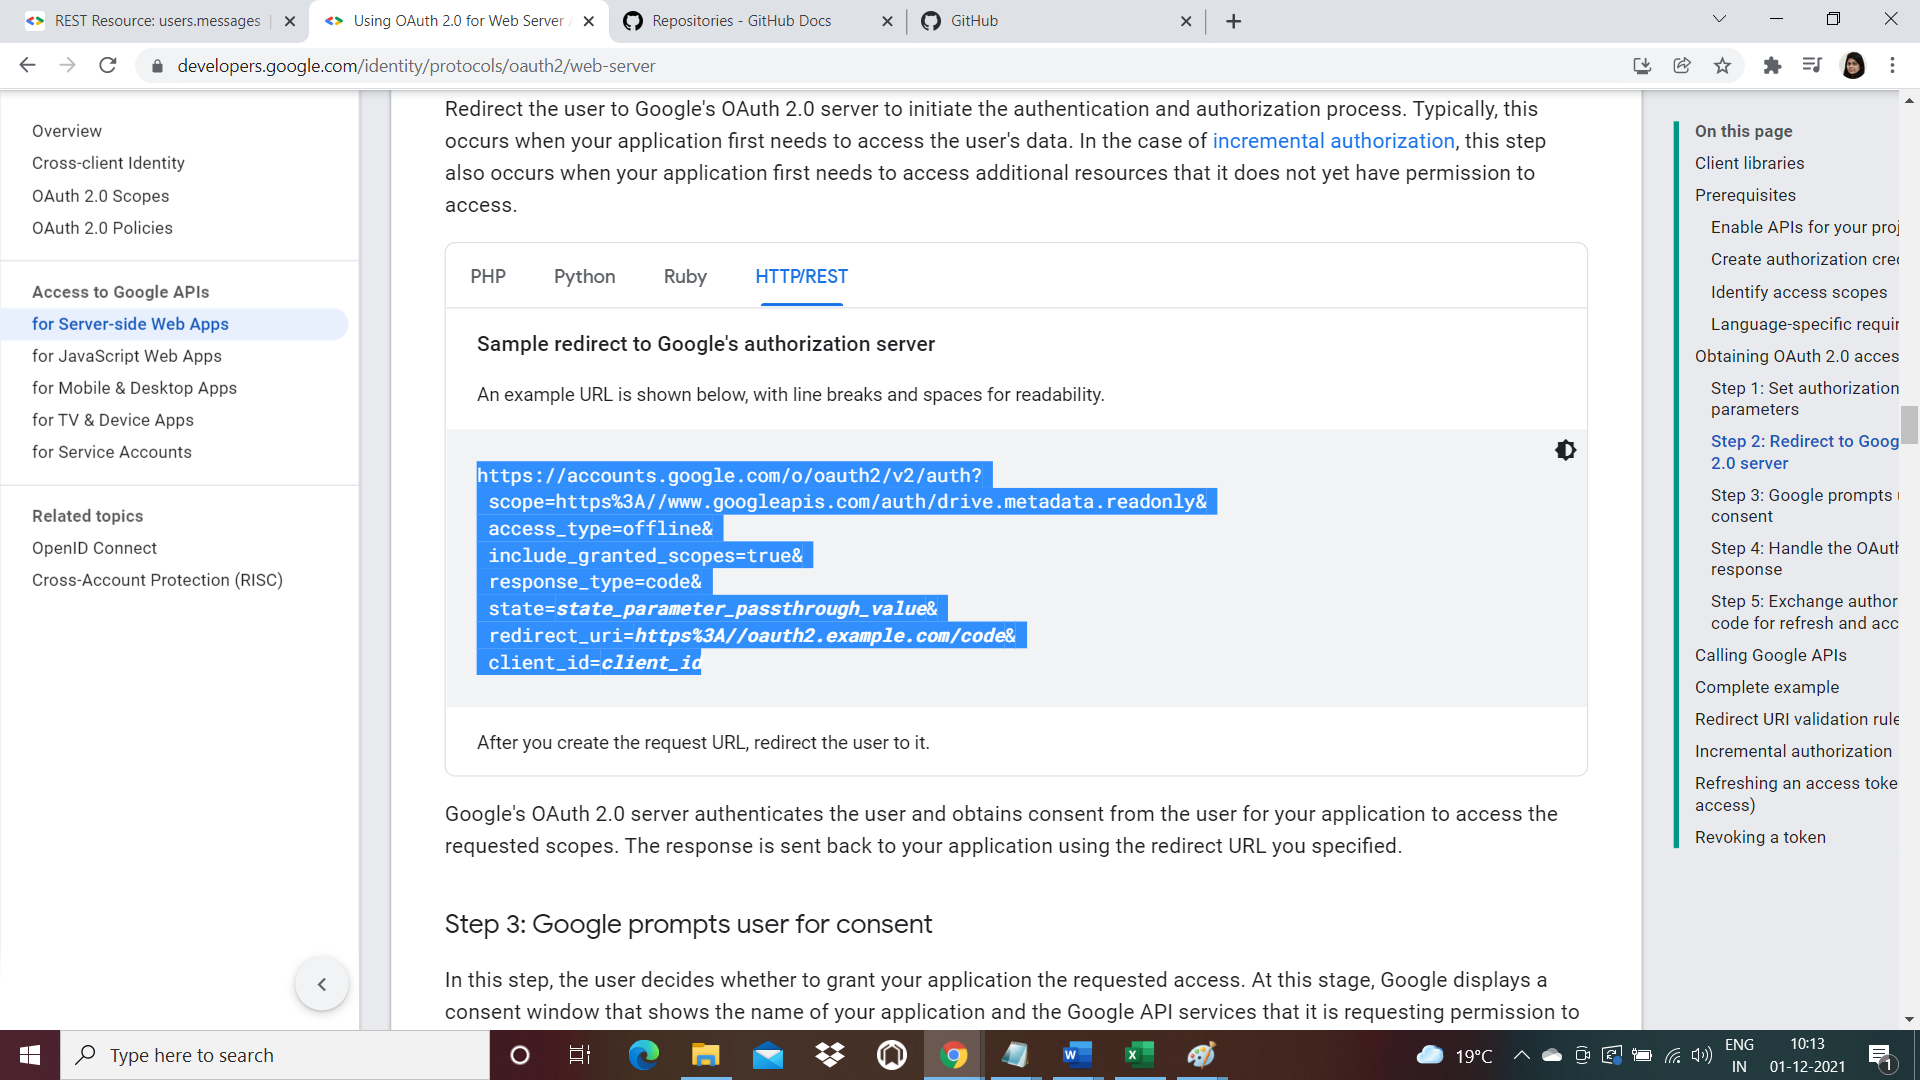 REST Resource: users.messages
Using OAuth 2.0 for Web Server
Repositories - GitHub Docs
GitHub
developers.google.com/identity/protocols/oauth2/web-server
Overview
Cross-client Identity
OAuth 2.0 Scopes
OAuth 2.0 Policies
Access to Google APIs
for Server-side Web Apps
for JavaScript Web Apps
for Mobile & Desktop Apps
for TV & Device Apps
for Service Accounts
Related topics
OpenID Connect
Cross-Account Protection (RISC)
Redirect the user to Google's OAuth 2.0 server to initiate the authentication and authorization process. Typically, this
occurs when your application first needs to access the user's data. In the case of incremental authorization, this step
also occurs when your application first needs to access additional resources that it does not yet have permission to
access.
PHP Python Ruby HTTP/REST
Sample redirect to Google's authorization server
An example URL is shown below, with line breaks and spaces for readability.
https://accounts.google.com/o/oauth2/v2/auth?
scope=https%3A//www.googleapis.com/auth/drive.metadata.readonly&
access_type=offline&
include_granted_scopes=true&
response_type=code&
state=state_parameter_passthrough_value&
redirect_uri=https%3A//oauth2.example.com/code&
client_id=client_id
After you create the request URL, redirect the user to it.
Google's OAuth 2.0 server authenticates the user and obtains consent from the user for your application to access the
requested scopes. The response is sent back to your application using the redirect URL you specified.
Step 3: Google prompts user for consent
In this step, the user decides whether to grant your application the requested access. At this stage, Google displays a
consent window that shows the name of your application and the Google API services that it is requesting permission to
On this page
Client libraries
Prerequisites
Enable APIs for your proj
Create authorization cre
Identify access scopes
Language-specific requir
Obtaining OAuth 2.0 acces
Step 1: Set authorization
parameters
Step 2: Redirect to Goog
2.0 server
Step 3: Google prompts
consent
Step 4: Handle the OAuth
response
Step 5: Exchange author
code for refresh and acc
Calling Google APIs
Complete example
Redirect URI validation rule
Incremental authorization
Refreshing an access toke
access)
Revoking a token
Type here to search
19°C
ENG
IN
10:13
01-12-2021
1